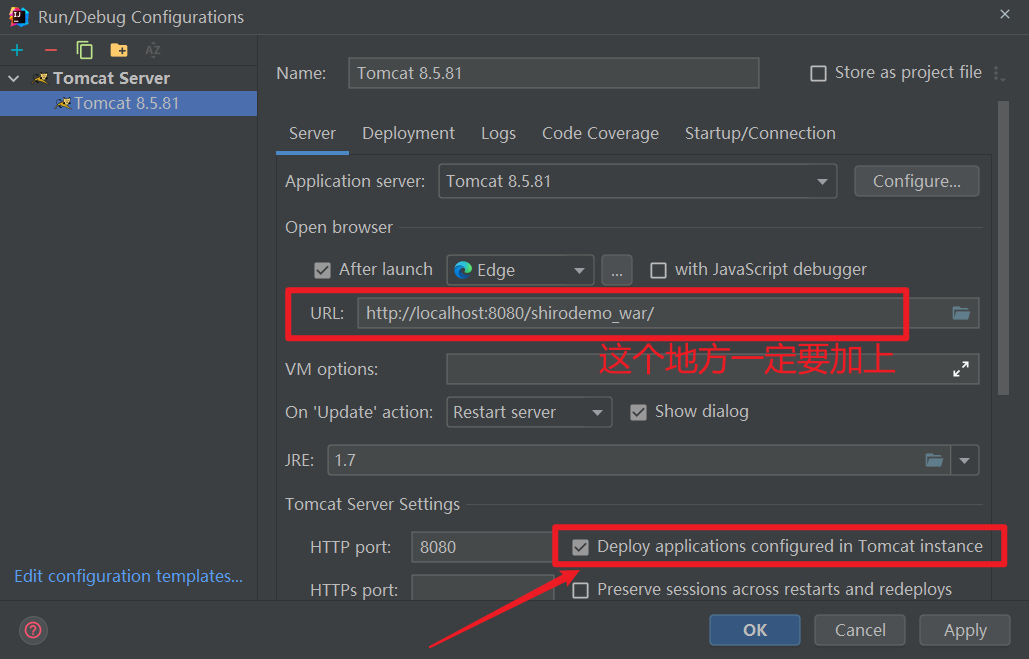 Run/Debug Configurations
Tomcat Server
Tomcat 8.5.81
Name: Tomcat 8.5.81 Store as project file
Server Deployment Logs Code Coverage Startup/Connection
Application server: Tomcat 8.5.81 Configure...
Open browser
After launch Edge ... with JavaScript debugger
URL: http://localhost:8080/shirodemo_war/
这个地方一定要加上
VM options:
On 'Update' action: Restart server Show dialog
JRE: 1.7
Tomcat Server Settings
HTTP port: 8080 Deploy applications configured in Tomcat instance
HTTPs port: Preserve sessions across restarts and redeploys
Edit configuration templates...
? OK Cancel Apply